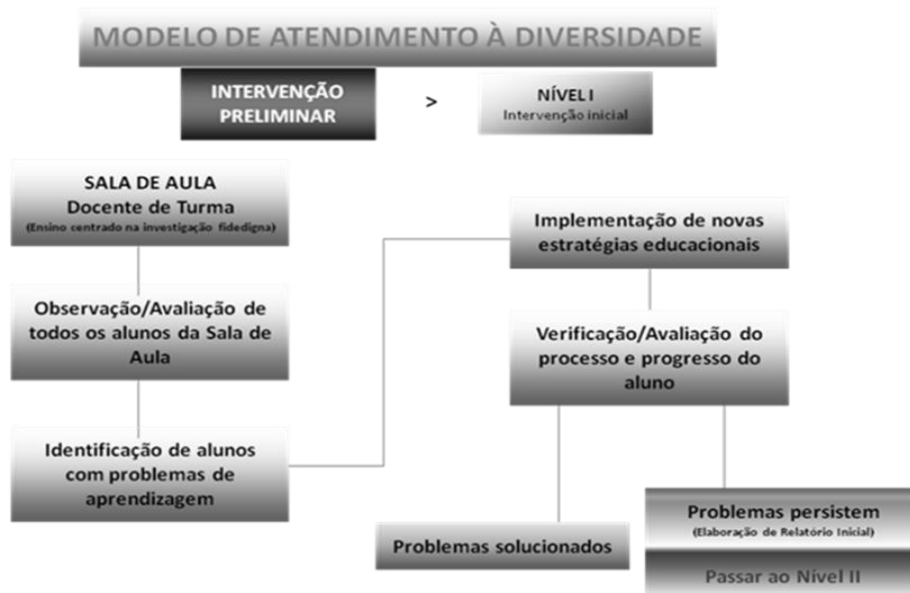 MODELO DE ATENDIMENTO À DIVERSIDADE
INTERVENÇÃO
PRELIMINAR
>
NÍVEL I
Intervenção inicial
SALA DE AULA
Docente de Turma
(Ensino centrado na investigação fidedigna)
Observação/Avaliação de
todos os alunos da Sala de
Aula
Identificação de alunos
com problemas de
aprendizagem
Implementação de novas
estratégias educacionais
Verificação/Avaliação do
processo e progresso do
aluno
Problemas solucionados
Problemas persistem
(Elaboração de Relatório Inicial)
Passar ao Nível II